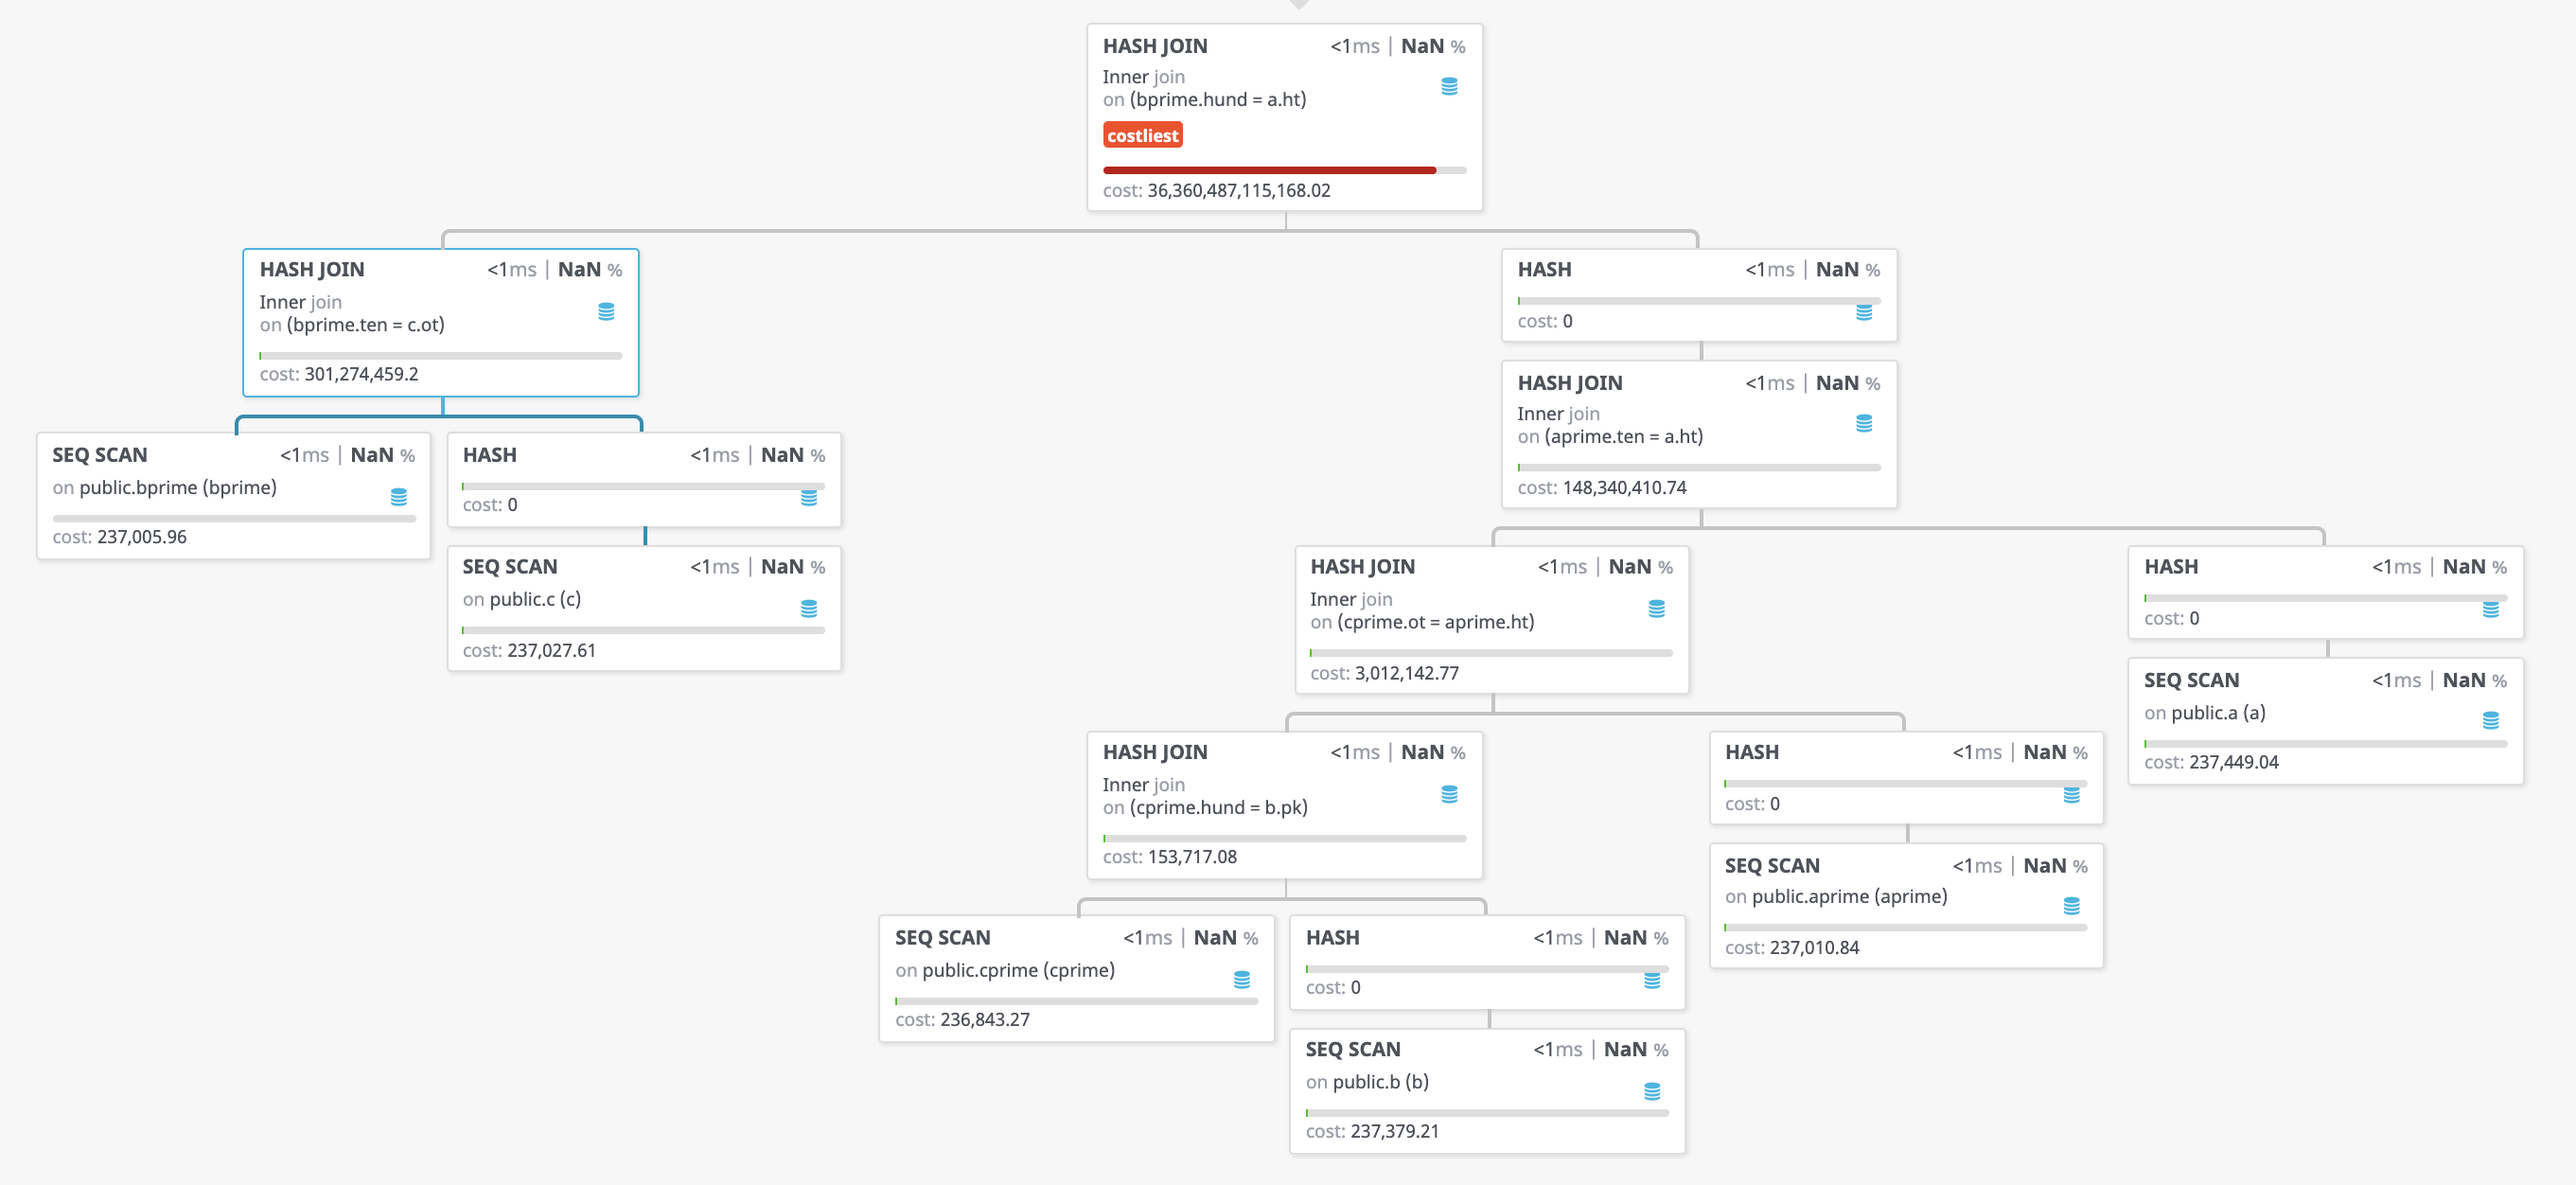 HASH JOIN <1ms | NaN %
Inner join
on (bprime.hund = a.ht)
costliest
cost: 36,360,487,115,168.02
HASH JOIN <1ms | NaN %
Inner join
on (bprime.ten = c.ot)
cost: 301,274,459.2
SEQ SCAN <1ms | NaN %
on public.bprime (bprime)
cost: 237,005.96
HASH <1ms | NaN %
cost: 0
SEQ SCAN <1ms | NaN %
on public.c (c)
cost: 237,027.61
HASH <1ms | NaN %
cost: 0
HASH JOIN <1ms | NaN %
Inner join
on (aprime.ten = a.ht)
cost: 148,340,410.74
HASH JOIN <1ms | NaN %
Inner join
on (cprime.ot = aprime.ht)
cost: 3,012,142.77
HASH JOIN <1ms | NaN %
Inner join
on (cprime.hund = b.pk)
cost: 153,717.08
SEQ SCAN <1ms | NaN %
on public.cprime (cprime)
cost: 236,843.27
HASH <1ms | NaN %
cost: 0
SEQ SCAN <1ms | NaN %
on public.b (b)
cost: 237,379.21
HASH <1ms | NaN %
cost: 0
SEQ SCAN <1ms | NaN %
on public.aprime (aprime)
cost: 237,010.84
HASH <1ms | NaN %
cost: 0
SEQ SCAN <1ms | NaN %
on public.a (a)
cost: 237,449.04